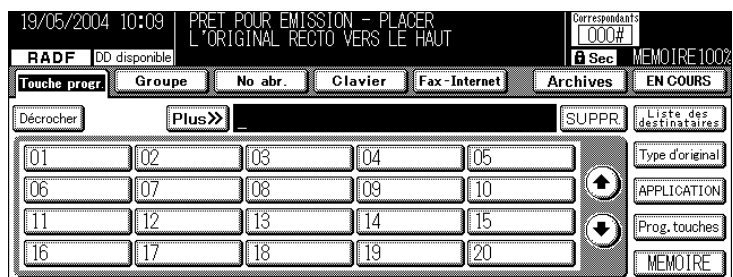 19/05/2004 10:09
PRET POUR EMISSION - PLACER
L'ORIGINAL RECTO VERS LE HAUT
Correspondants
000#
RADF
DD disponible
Sec
MEMOIRE100%
Touche progr.
Groupe
No abr.
Clavier
Fax-Internet
Archives
EN COURS
Décrocher
Plus»
_
SUPPR.
Liste des
destinataires
01 02 03 04 05
Type d'original
06 07 08 09 10
APPLICATION
11 12 13 14 15
Prog. touches
16 17 18 19 20
MEMOIRE